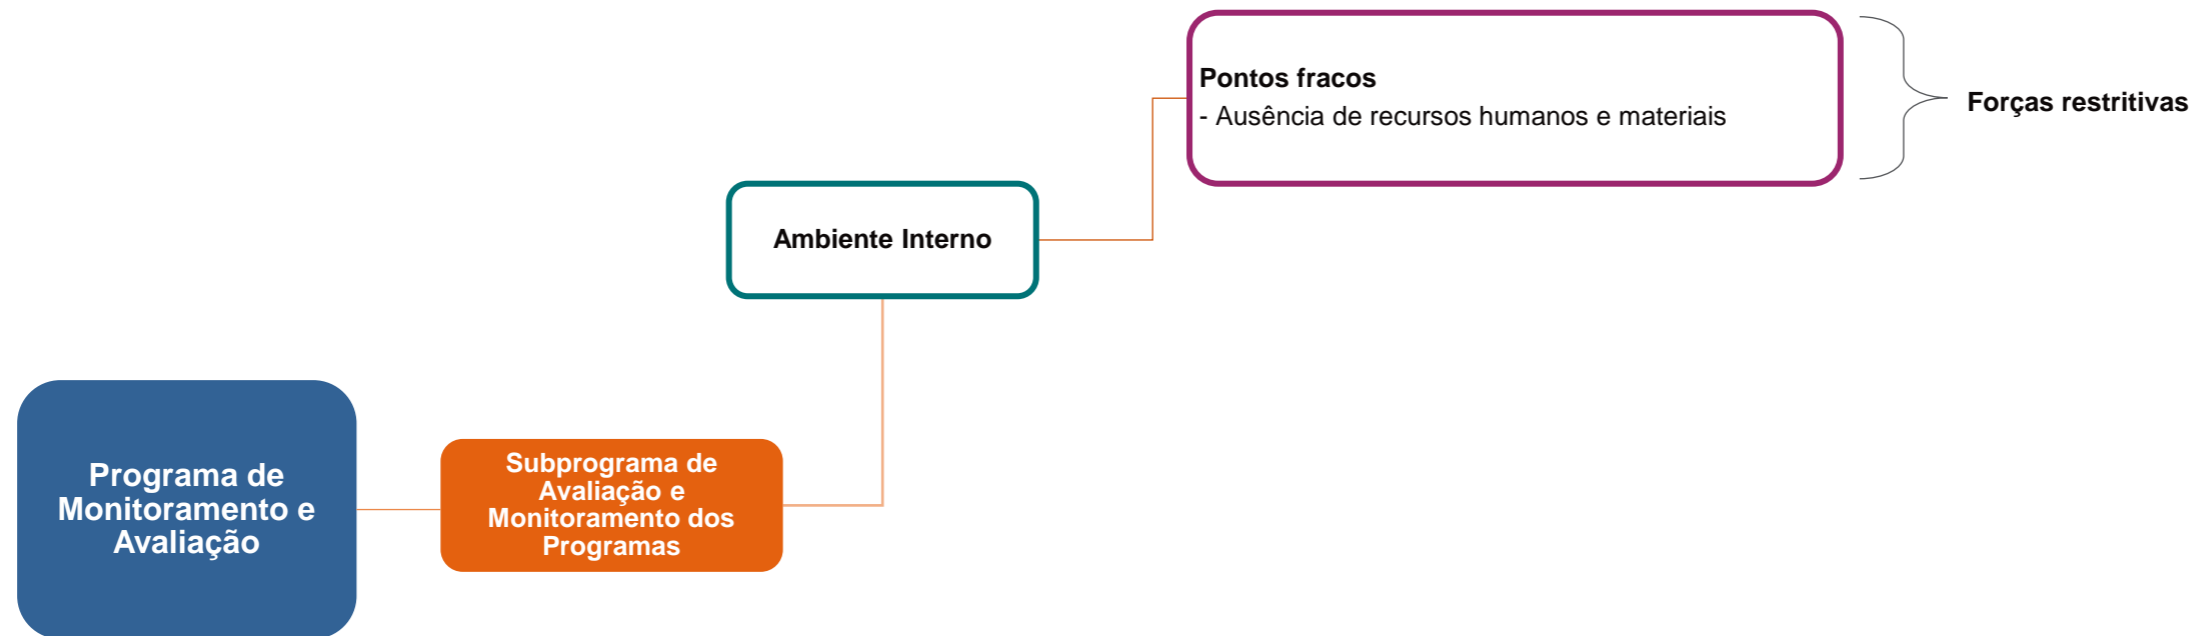 Pontos fracos
- Ausência de recursos humanos e materiais
Forças restritivas
Ambiente Interno
Programa de
Monitoramento e
Avaliação
Subprograma de
Avaliação e
Monitoramento dos
Programas